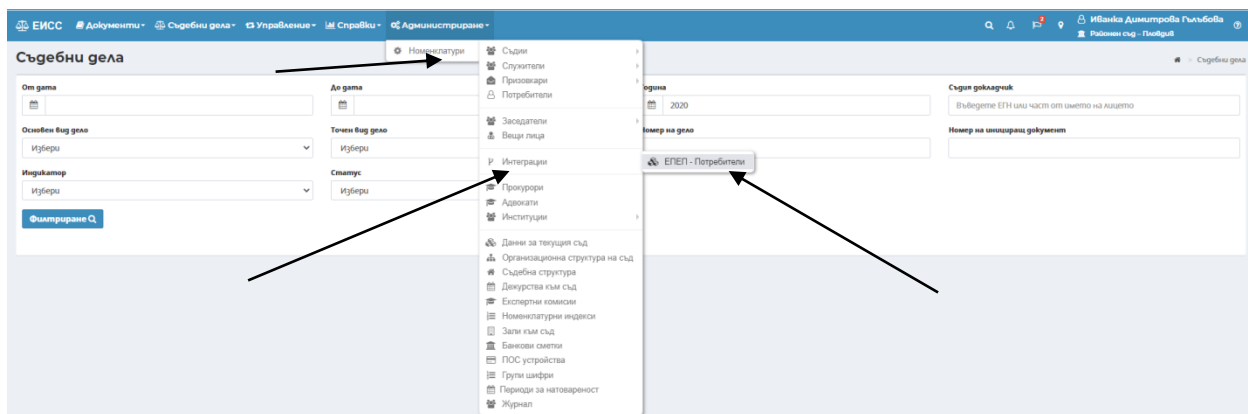 ЕИСС Документи Съдебни дела Управление Справки Администриране 3 Иванка Димитрова Гълъбова
Районен съд - Пловдив
Съдебни дела
> Съдебни дела
Номенклатури
Съдии
Служители
Призовкари
Потребители
Заседатели
Вещи лица
Интеграции
ЕПЕП - Потребители
Прокурори
Адвокати
Институции
Данни за текущия съд
Организационна структура на съд
Съдебна структура
Дежурства към съд
Експертни комисии
Номенклатурни индекси
Зали към съд
Банкови сметки
ПОС устройства
Групи шифри
Периоди за натовареност
Журнал
От дата
До дата
одина
2020
Съдия докладчик
Въведете ЕГН или част от името на лицето
Основен вид дело
Избери
Точен вид дело
Избери
омер на дело
Номер на иницииращ документ
Индикатор
Избери
Статус
Избери
Филтриране